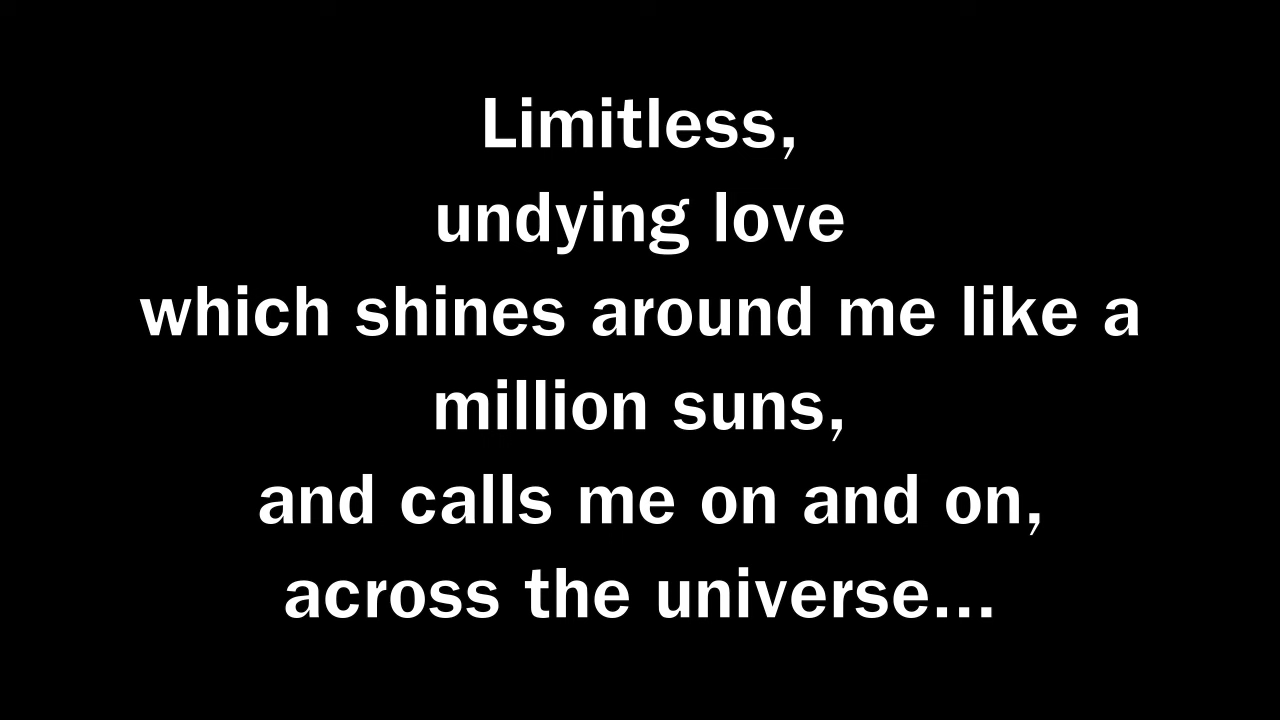 Limitless,
undying love
which shines around me like a
million suns,
and calls me on and on,
across the universe...